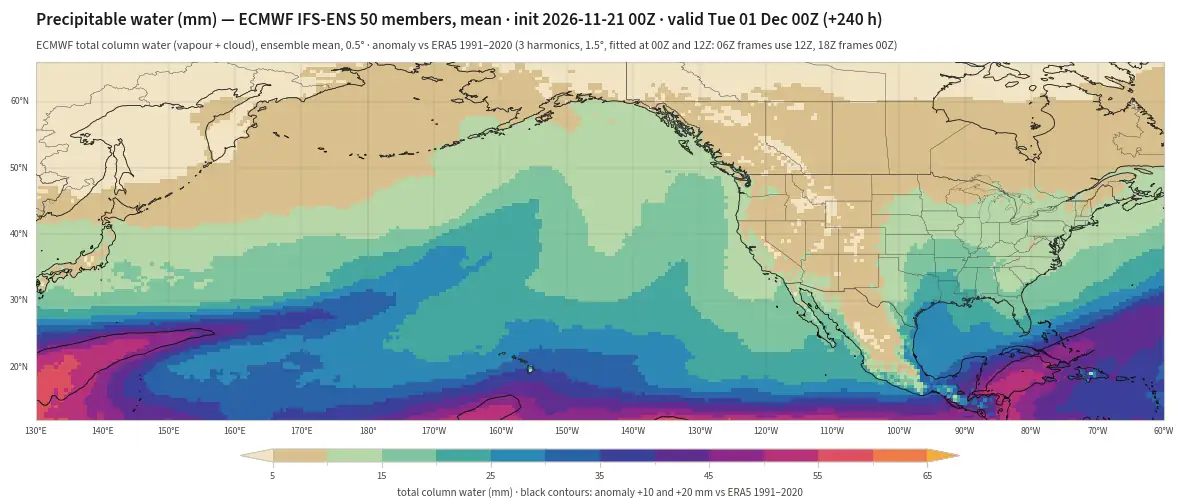 Precipitable water (mm) — ECMWF IFS-ENS 50 members, mean · init 2026-11-21 00Z · valid Tue 01 Dec 00Z (+240 h)
ECMWF total column water (vapour + cloud), ensemble mean, 0.5° · anomaly vs ERA5 1991–2020 (3 harmonics, 1.5°, fitted at 00Z and 12Z: 06Z frames use 12Z, 18Z frames 00Z)
60°N
50°N
40°N
30°N
20°N
130°E 140°E 150°E 160°E 170°E 180° 170°W 160°W 150°W 140°W 130°W 120°W 110°W 100°W 90°W 80°W 70°W 60°W
5 15 25 35 45 55 65
total column water (mm) · black contours: anomaly +10 and +20 mm vs ERA5 1991–2020